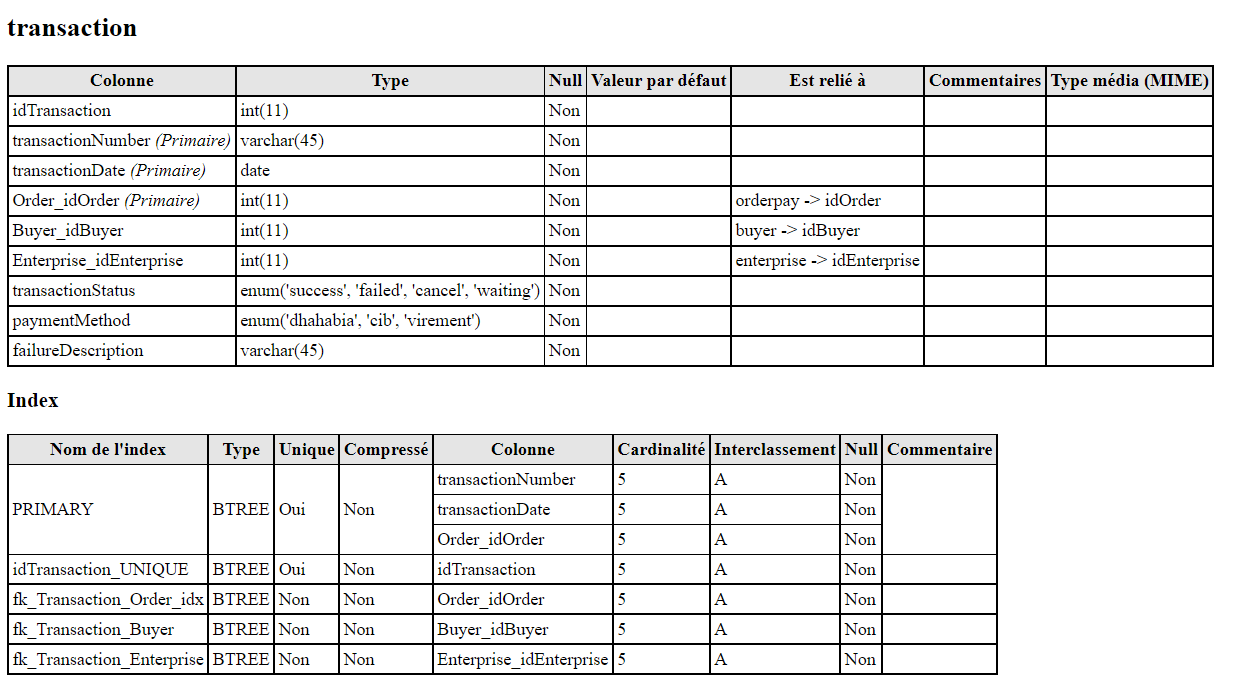 transaction
Colonne Type Null Valeur par défaut Est relié à Commentaires Type média (MIME)
idTransaction int(11) Non
transactionNumber (Primaire) varchar(45) Non
transactionDate (Primaire) date Non
Order_idOrder (Primaire) int(11) Non orderpay -> idOrder
Buyer_idBuyer int(11) Non buyer -> idBuyer
Enterprise_idEnterprise int(11) Non enterprise -> idEnterprise
transactionStatus enum('success', 'failed', 'cancel', 'waiting') Non
paymentMethod enum('dhahabia', 'cib', 'virement') Non
failureDescription varchar(45) Non
Index
Nom de l'index Type Unique Compressé Colonne Cardinalité Interclassement Null Commentaire
PRIMARY BTREE Oui Non transactionNumber 5 A Non
transactionDate 5 A Non
Order_idOrder 5 A Non
idTransaction_UNIQUE BTREE Oui Non idTransaction 5 A Non
fk_Transaction_Order_idx BTREE Non Non Order_idOrder 5 A Non
fk_Transaction_Buyer BTREE Non Non Buyer_idBuyer 5 A Non
fk_Transaction_Enterprise BTREE Non Non Enterprise_idEnterprise 5 A Non